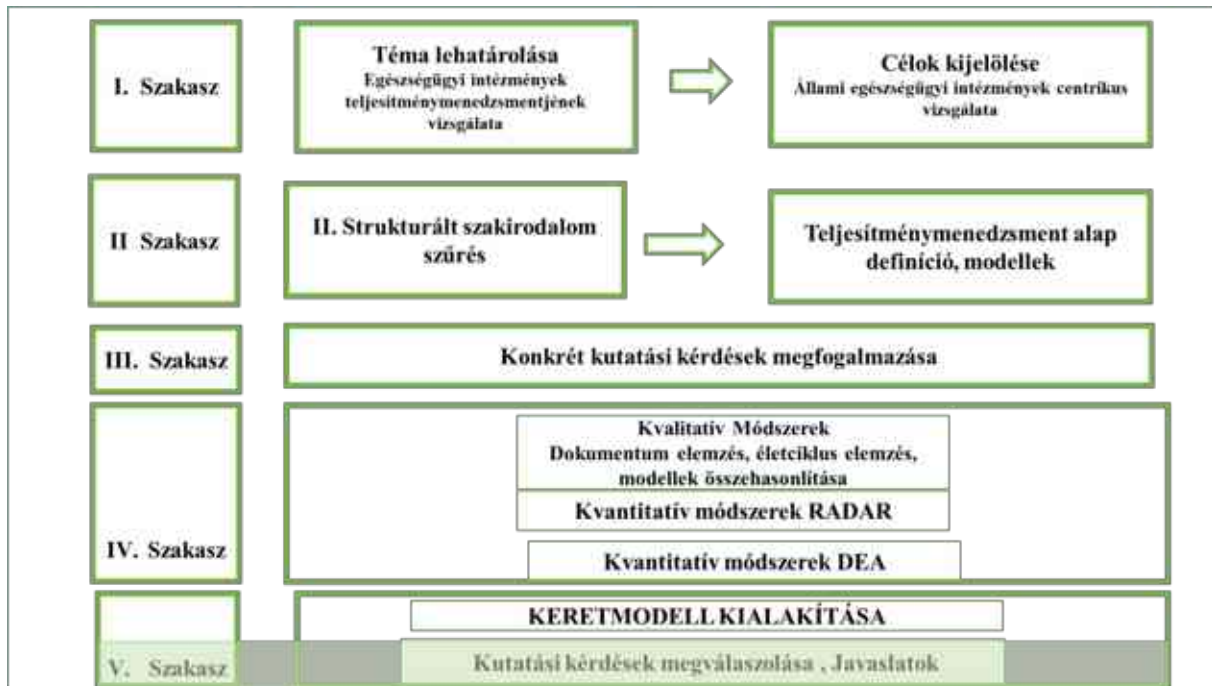 I. Szakasz
Téma lehatárolása
Egészségügyi intézmények
teljesítménymenedzsmentjének
vizsgálata
Célok kijelölése
Állami egészségügyi intézmények centrikus
vizsgálata
II Szakasz
II. Strukturált szakirodalom
szűrés
Teljesítménymenedzsment alap
definíció, modellek
III. Szakasz
Konkrét kutatási kérdések megfogalmazása
IV. Szakasz
Kvalitatív Módszerek
Dokumentum elemzés, életciklus elemzés,
modellek összehasonlítása
Kvantitatív módszerek RADAR
Kvantitatív módszerek DEA
V. Szakasz
KERETMODELL KIALAKÍTÁSA
Kutatási kérdések megválaszolása , Javaslatok